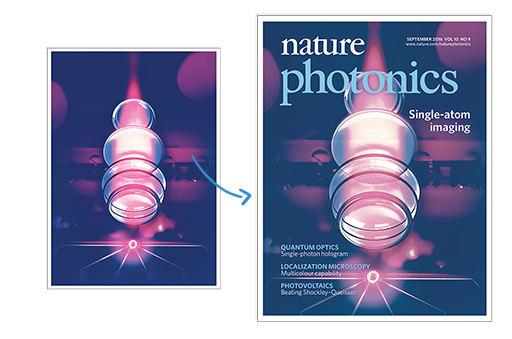 nature
photonics
SEPTEMBER 2016 VOL 10 NO 9
www.nature.com/naturephotonics
Single-atom
imaging
QUANTUM OPTICS
Single-photon hologram
LOCALIZATION MICROSCOPY
Multicolour capability
PHOTOVOLTAICS
Beating Shockley–Queisser